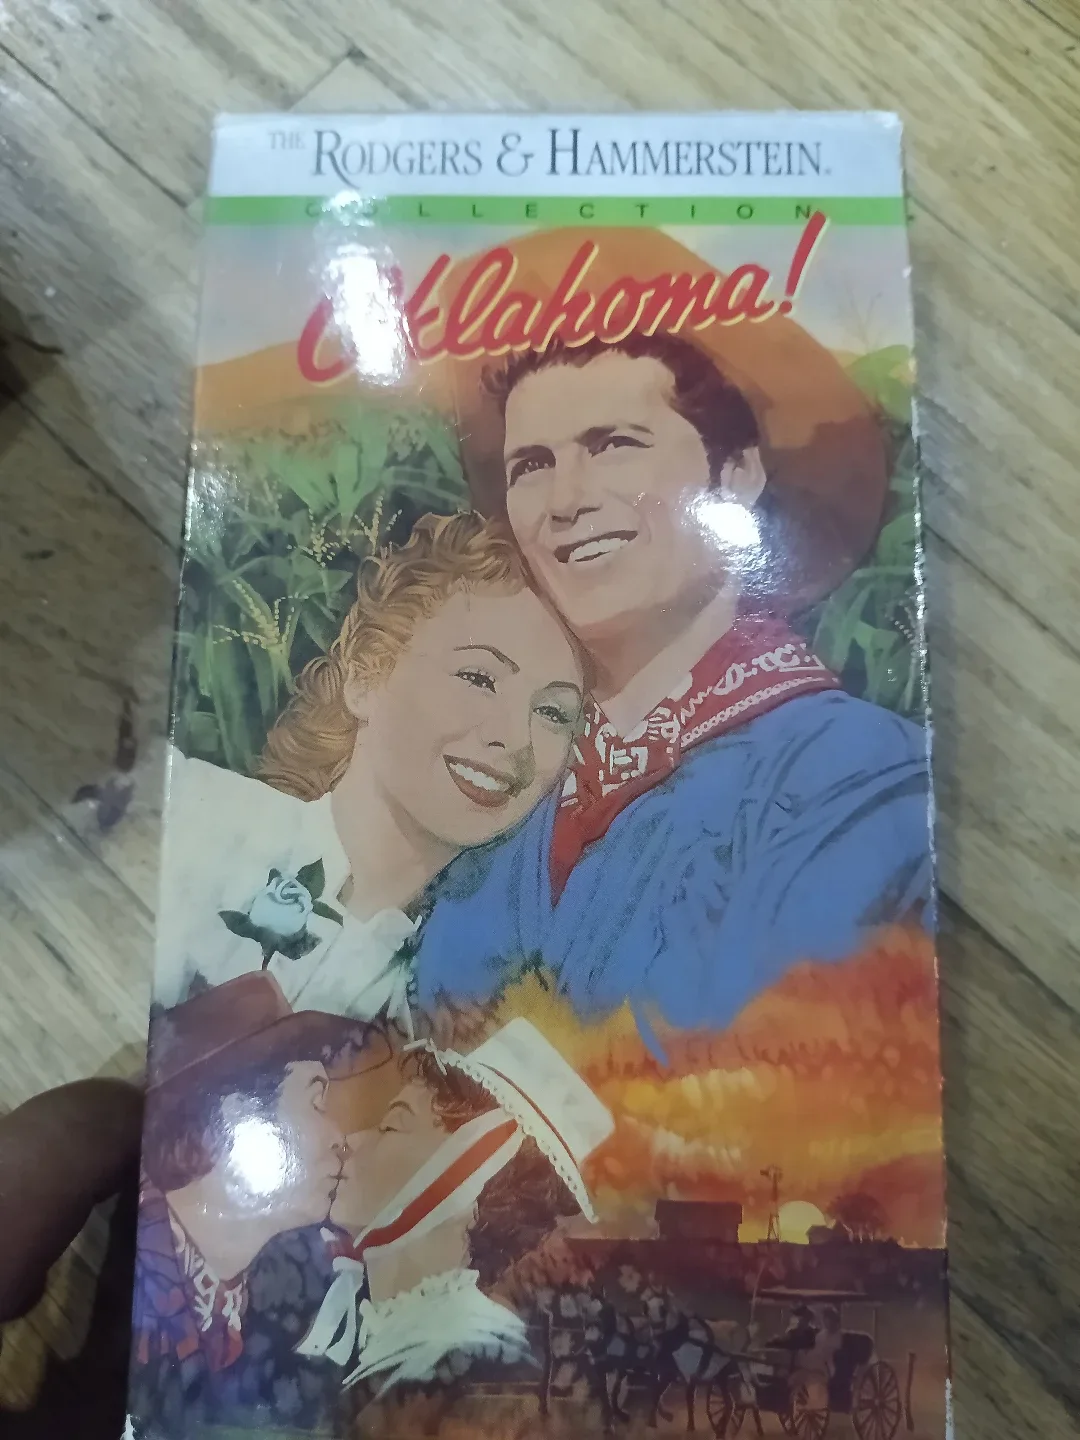 THE RODGERS & HAMMERSTEIN.
COLLECTION
Oklahoma!